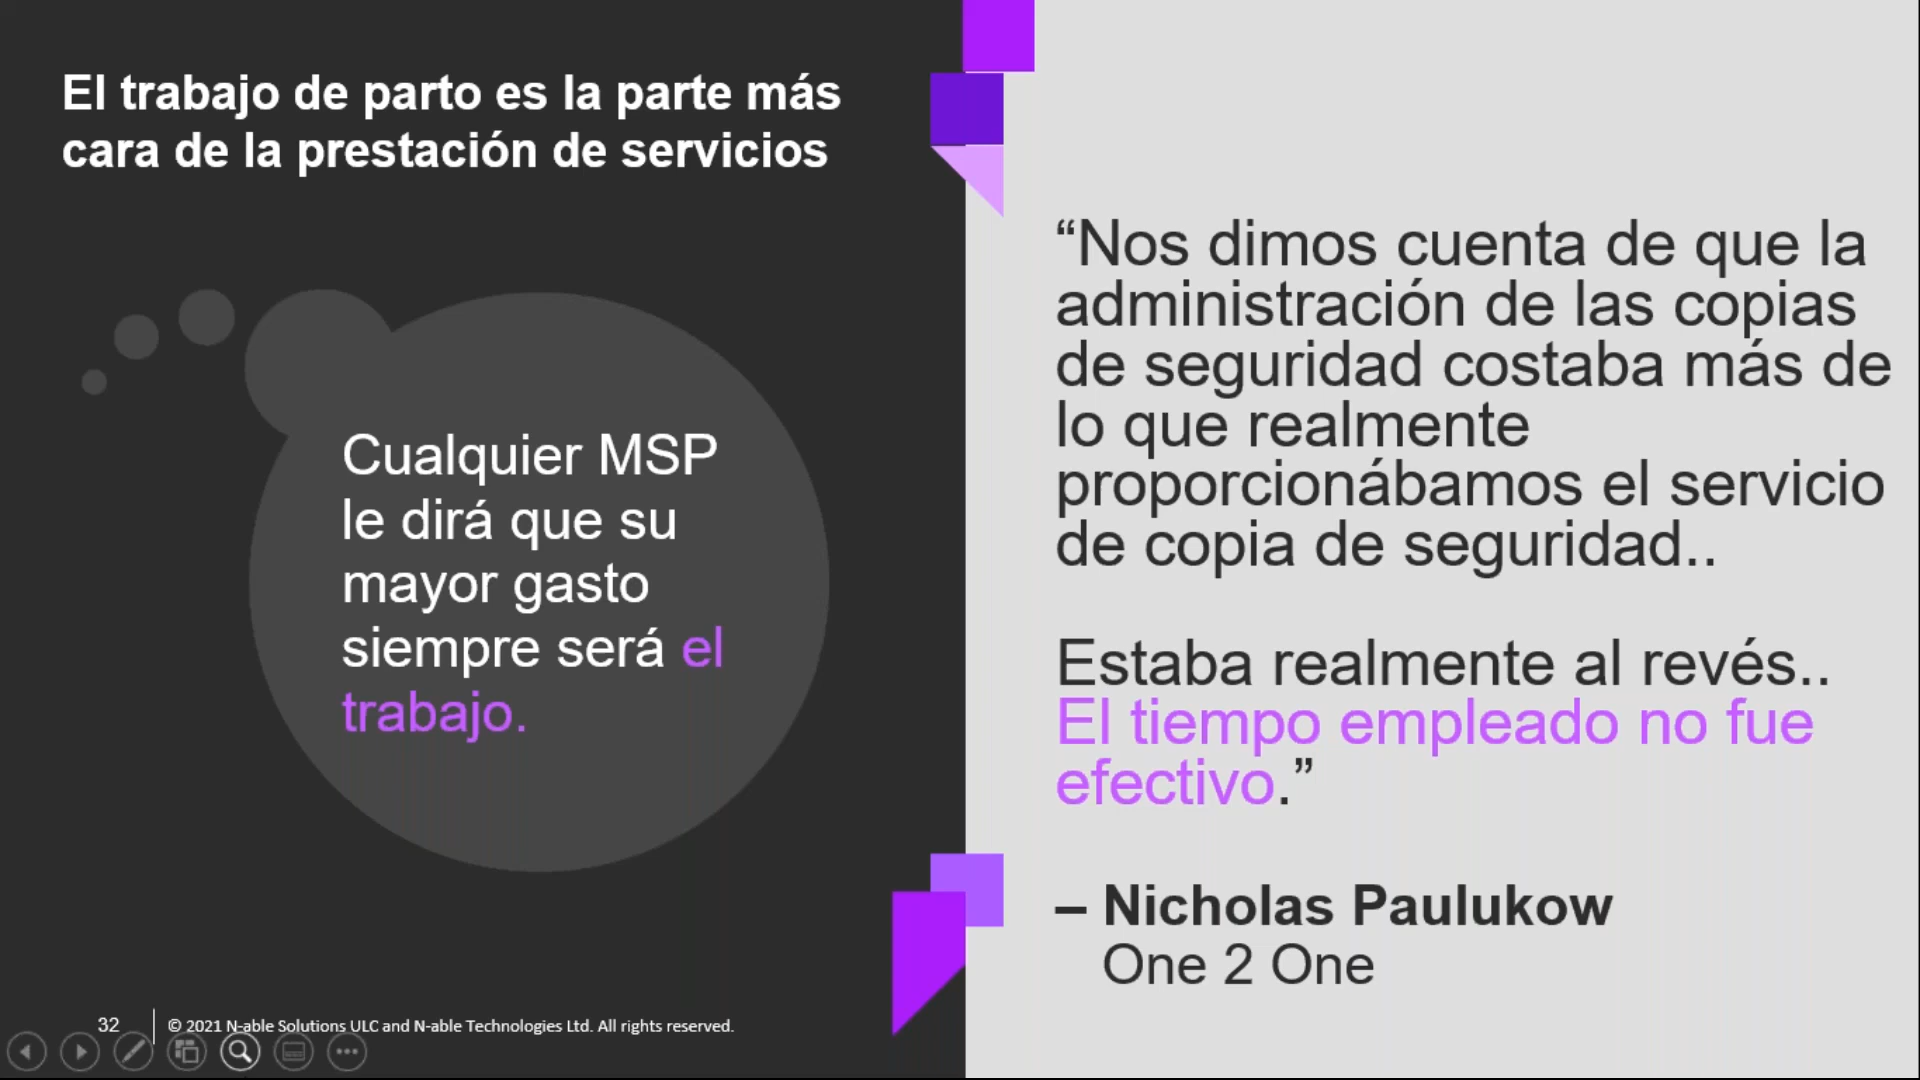 El trabajo de parto es la parte más
cara de la prestación de servicios
Cualquier MSP
le dirá que su
mayor gasto
siempre será el
trabajo.
“Nos dimos cuenta de que la
administración de las copias
de seguridad costaba más de
lo que realmente
proporcionábamos el servicio
de copia de seguridad..
Estaba realmente al revés..
El tiempo empleado no fue
efectivo.”
– Nicholas Paulukow
One 2 One
32
© 2021 N-able Solutions ULC and N-able Technologies Ltd. All rights reserved.